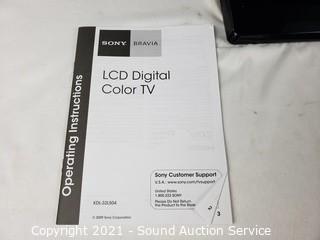 SONY
BRAVIA
LCD Digital
Color TV
Operating Instructions
Sony Customer Support
U.S.A.: www.sony.com/tvsupport
United States
1.800.222.SONY
Please Do Not Return
the Product to the Store
KDL-22L504
© 2009 Sony Corporation
2
3
Copyright 2021 - Sound Auction Service